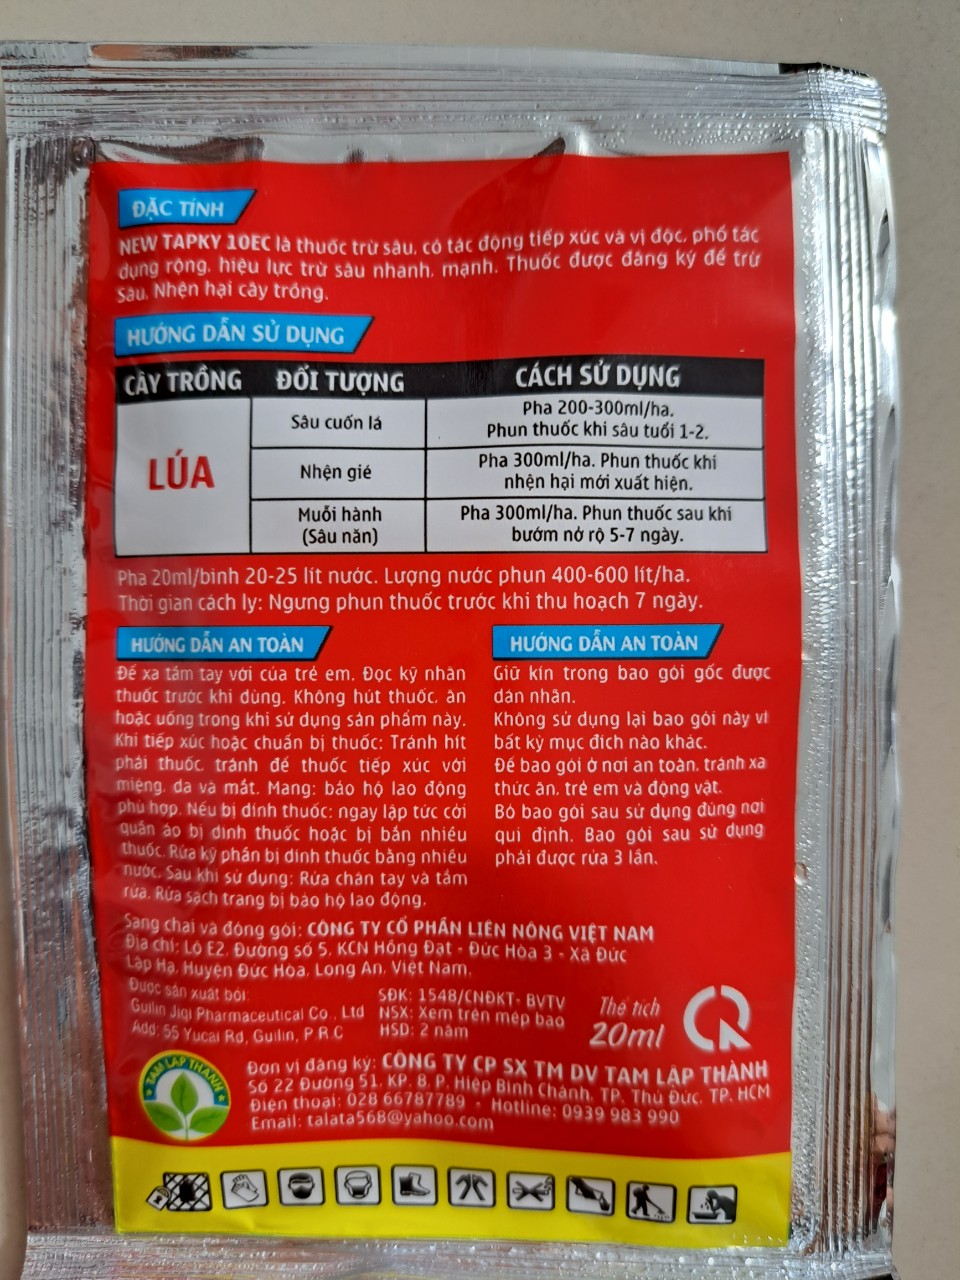 ĐẶC TÍNH
NEW TAPKY 10EC là thuốc trừ sâu, có tác động tiếp xúc và vị độc, phổ tác
dụng rộng, hiệu lực trừ sâu nhanh, mạnh. Thuốc được đăng ký để trừ
Sâu, Nhện hại cây trồng.
HƯỚNG DẪN SỬ DỤNG
CÂY TRỒNG ĐỐI TƯỢNG CÁCH SỬ DỤNG
LÚA
Sâu cuốn lá
Pha 200-300ml/ha.
Phun thuốc khi sâu tuổi 1-2.
Nhện gié
Pha 300ml/ha. Phun thuốc khi
nhện hại mới xuất hiện.
Muỗi hành
(Sâu năn)
Pha 300ml/ha. Phun thuốc sau khi
bướm nở rộ 5-7 ngày.
Pha 20ml/bình 20-25 lít nước. Lượng nước phun 400-600 lít/ha.
Thời gian cách ly: Ngưng phun thuốc trước khi thu hoạch 7 ngày.
HƯỚNG DẪN AN TOÀN
Để xa tầm tay với của trẻ em. Đọc kỹ nhãn
thuốc trước khi dùng. Không hút thuốc, ăn
hoặc uống trong khi sử dụng sản phẩm này.
Khi tiếp xúc hoặc chuẩn bị thuốc: Tránh hít
phải thuốc, tránh để thuốc tiếp xúc với
miệng, da và mắt. Mang: bảo hộ lao động
phù hợp. Nếu bị dính thuốc: ngay lập tức cởi
quần áo bị dính thuốc hoặc bị bắn nhiều
thuốc. Rửa kỹ phần bị dính thuốc bằng nhiều
nước. Sau khi sử dụng: Rửa chân tay và tắm
rửa. Rửa sạch trang bị bảo hộ lao động.
HƯỚNG DẪN AN TOÀN
Giữ kín trong bao gói gốc được
dán nhãn.
Không sử dụng lại bao gói này vì
bất kỳ mục đích nào khác.
Để bao gói ở nơi an toàn, tránh xa
thức ăn, trẻ em và động vật.
Bỏ bao gói sau sử dụng đúng nơi
qui định. Bao gói sau sử dụng
phải được rửa 3 lần.
Sang chai và đóng gói: CÔNG TY CỔ PHẦN LIÊN NÔNG VIỆT NAM
Địa chỉ: Lô E2, Đường số 5, KCN Hồng Đạt - Đức Hòa 3 - Xã Đức
Lập Hạ, Huyện Đức Hòa, Long An, Việt Nam.
Được sản xuất bởi:
Guilin Jiqi Pharmaceutical Co., Ltd
Add: 55 Yucai Rd, Guilin, P.R.C
SĐK: 1548/CNĐKT- BVTV
NSX: Xem trên mép bao
HSD: 2 năm
Thể tích
20ml
TAM LAP THANH
Đơn vị đăng ký: CÔNG TY CP SX TM DV TAM LẬP THÀNH
Số 22 Đường 51, KP. 8, P. Hiệp Bình Chánh, TP. Thủ Đức, TP. HCM
Điện thoại: 028 66787789 - Hotline: 0939 983 990
Email: talata568@yahoo.com